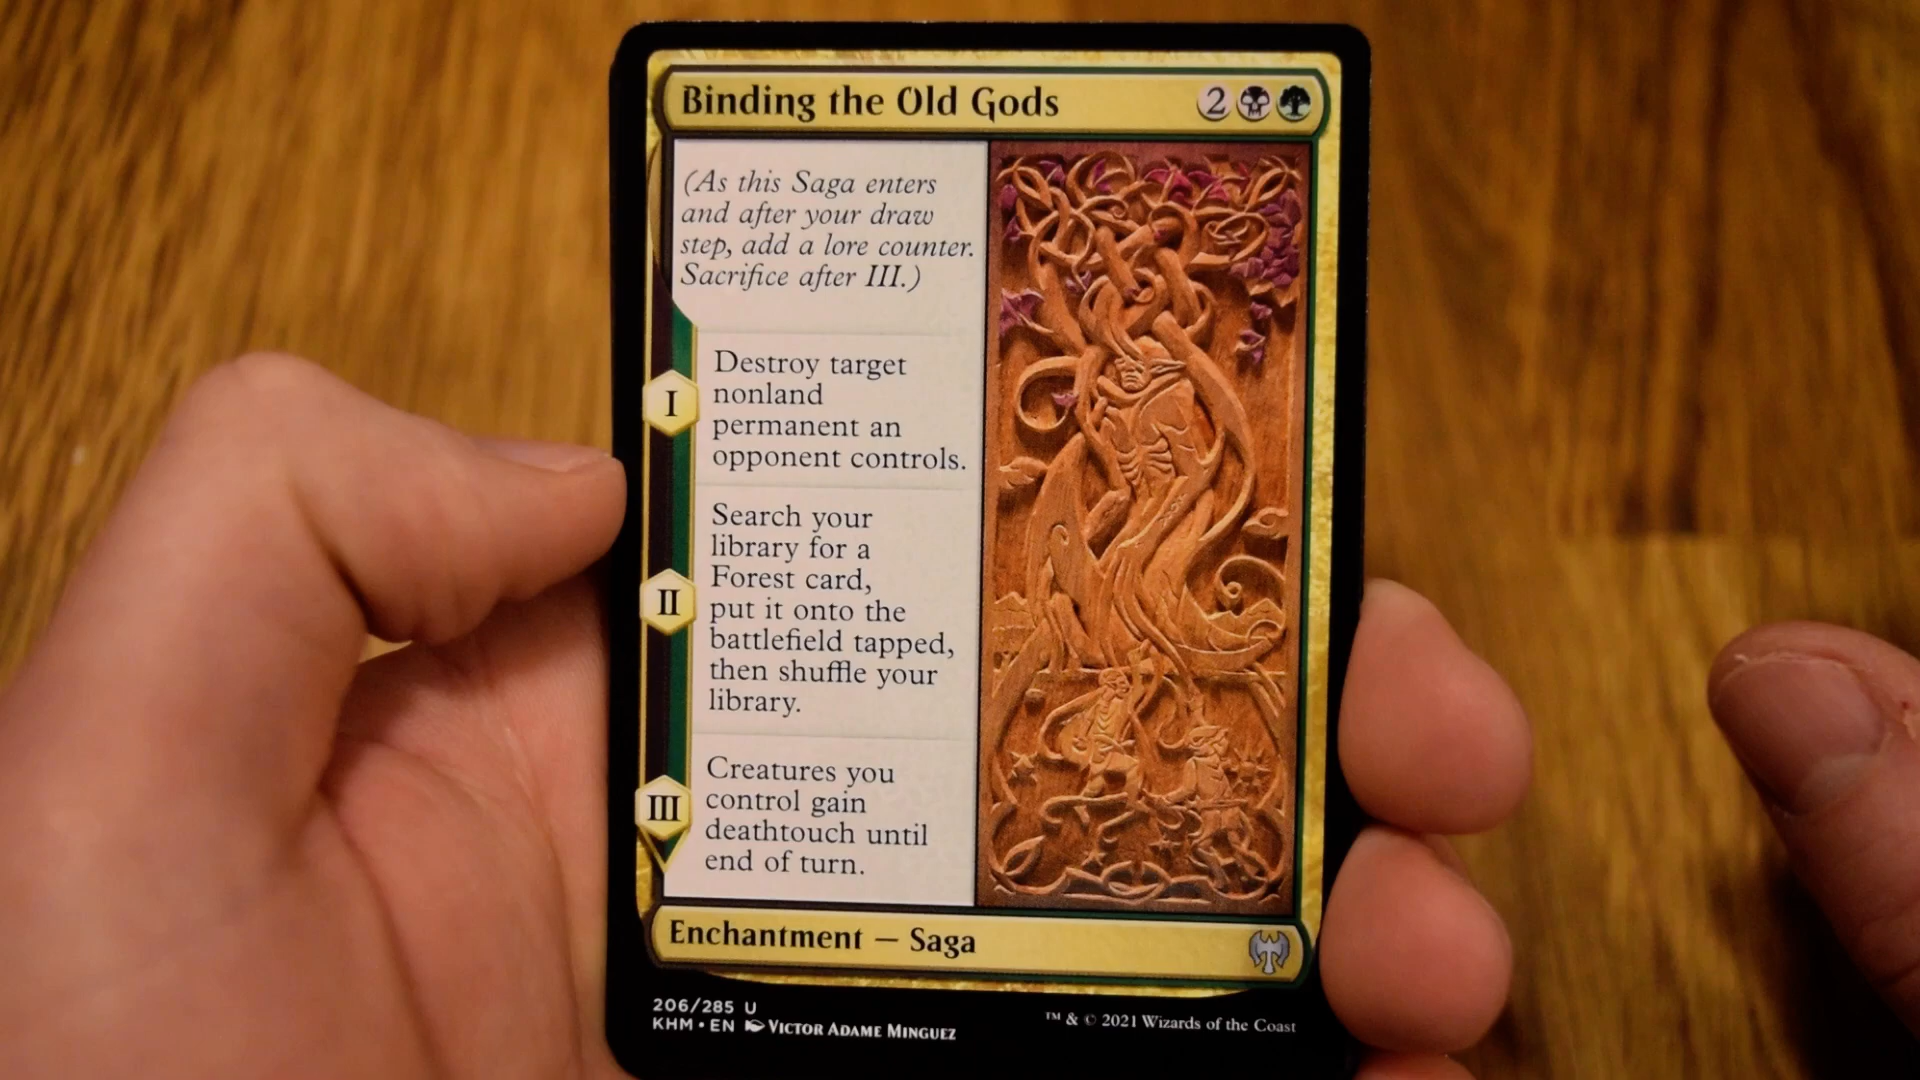 Binding the Old Gods 2
(As this Saga enters
and after your draw
step, add a lore counter.
Sacrifice after III.)
I
Destroy target
nonland
permanent an
opponent controls.
II
Search your
library for a
Forest card,
put it onto the
battlefield tapped,
then shuffle your
library.
III
Creatures you
control gain
deathtouch until
end of turn.
Enchantment — Saga
206/285 U
KHM • EN Victor Adame Minguez
™ & © 2021 Wizards of the Coast